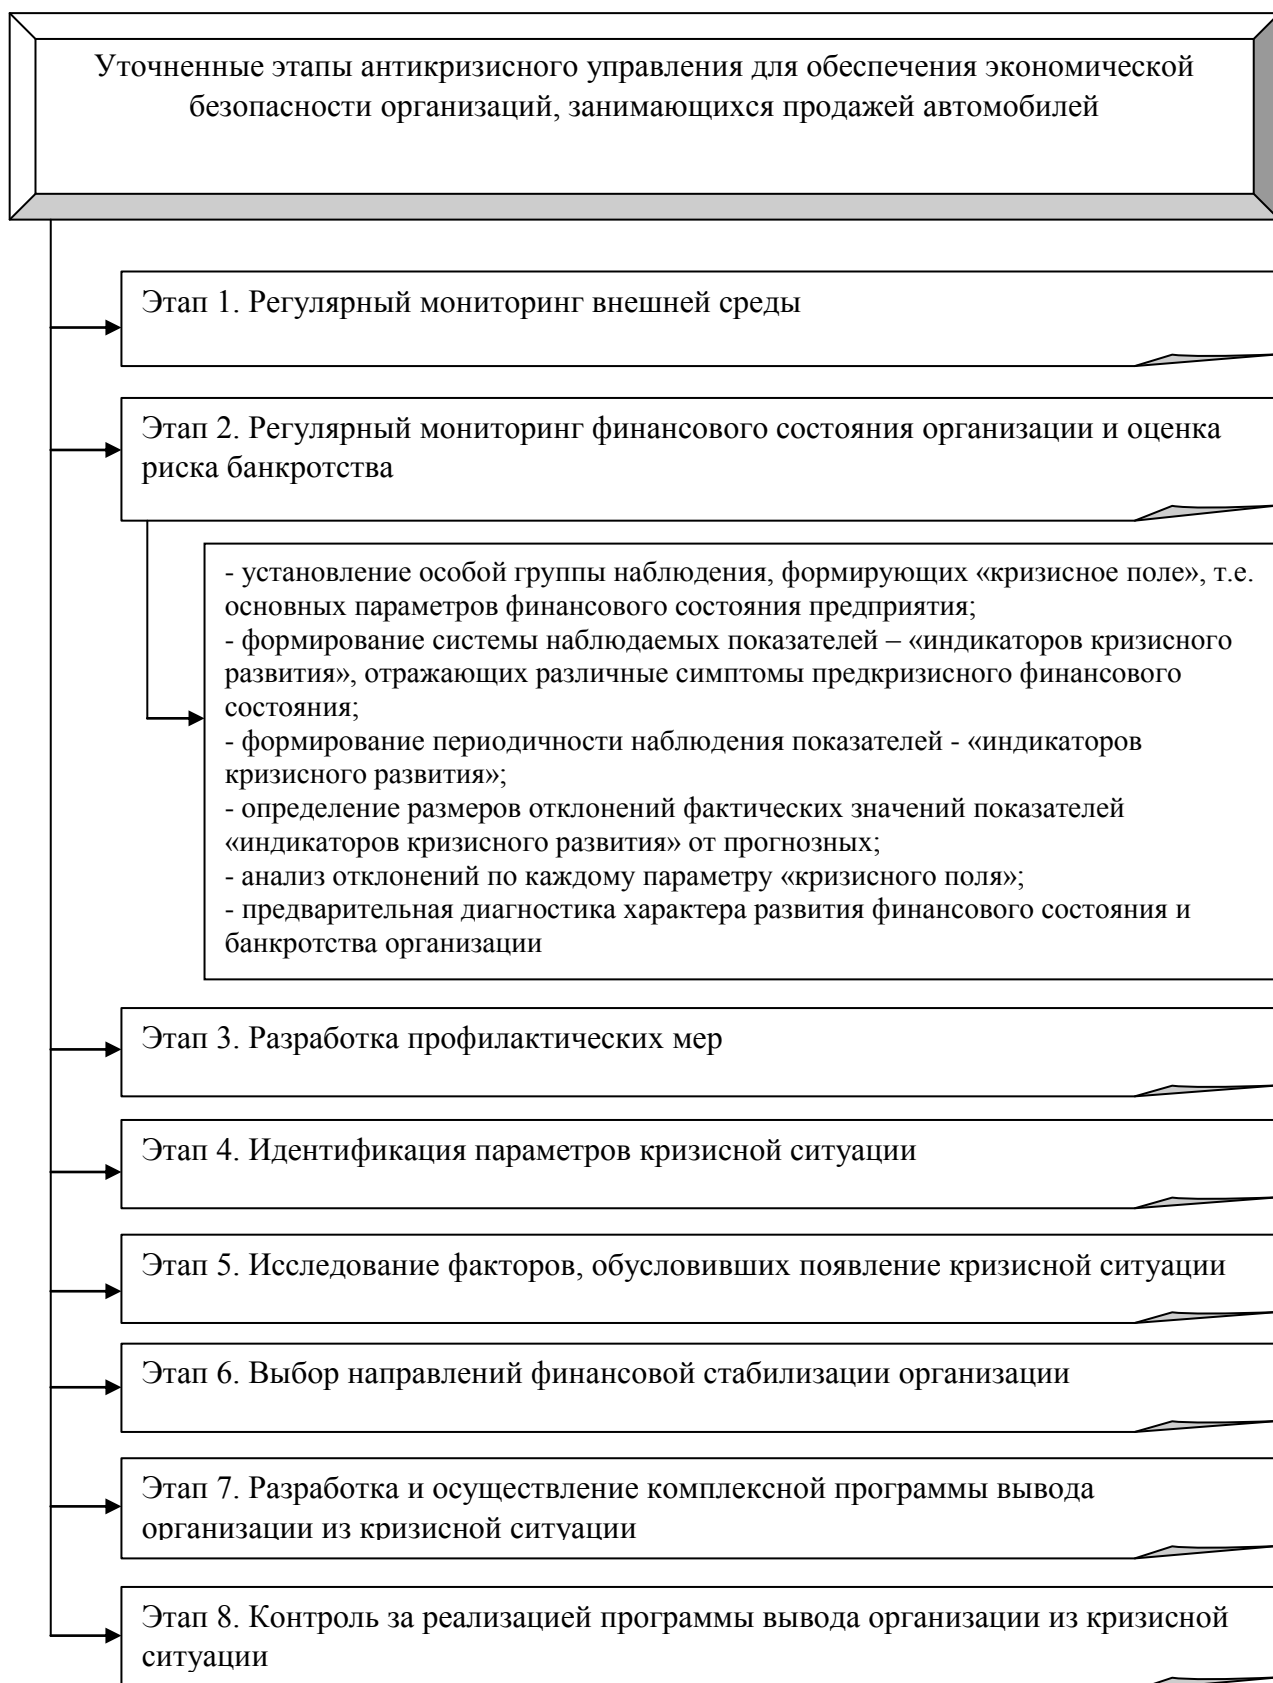 Уточненные этапы антикризисного управления для обеспечения экономической
безопасности организаций, занимающихся продажей автомобилей
Этап 1. Регулярный мониторинг внешней среды
Этап 2. Регулярный мониторинг финансового состояния организации и оценка
риска банкротства
- установление особой группы наблюдения, формирующих «кризисное поле», т.е.
основных параметров финансового состояния предприятия;
- формирование системы наблюдаемых показателей – «индикаторов кризисного
развития», отражающих различные симптомы предкризисного финансового
состояния;
- формирование периодичности наблюдения показателей - «индикаторов
кризисного развития»;
- определение размеров отклонений фактических значений показателей
«индикаторов кризисного развития» от прогнозных;
- анализ отклонений по каждому параметру «кризисного поля»;
- предварительная диагностика характера развития финансового состояния и
банкротства организации
Этап 3. Разработка профилактических мер
Этап 4. Идентификация параметров кризисной ситуации
Этап 5. Исследование факторов, обусловивших появление кризисной ситуации
Этап 6. Выбор направлений финансовой стабилизации организации
Этап 7. Разработка и осуществление комплексной программы вывода
организации из кризисной ситуации
Этап 8. Контроль за реализацией программы вывода организации из кризисной
ситуации